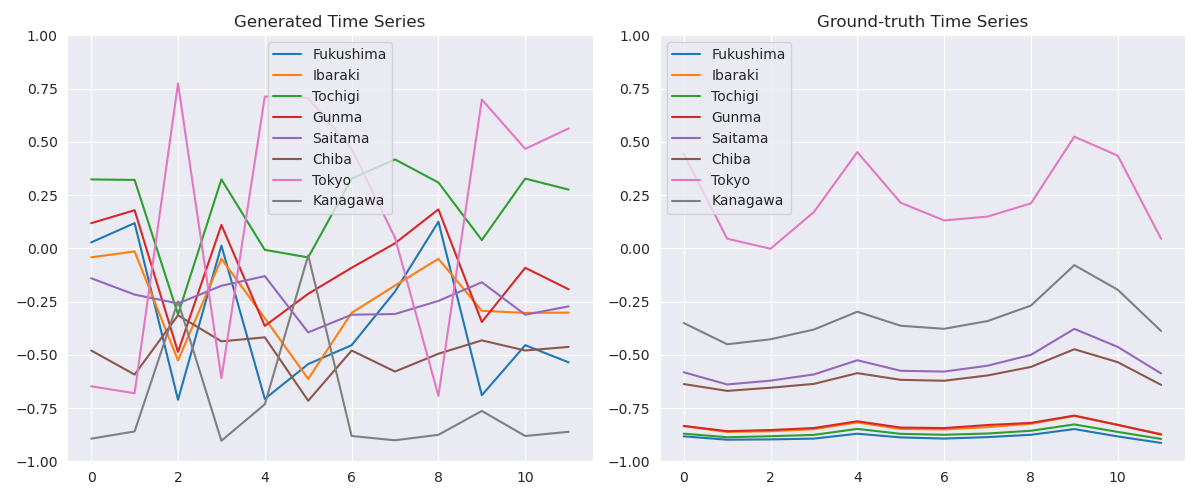 Generated Time Series
1.00
0.75
0.50
0.25
0.00
−0.25
−0.50
−0.75
−1.00
0 2 4 6 8 10
Fukushima
Ibaraki
Tochigi
Gunma
Saitama
Chiba
Tokyo
Kanagawa
Ground-truth Time Series
1.00
0.75
0.50
0.25
0.00
−0.25
−0.50
−0.75
−1.00
0 2 4 6 8 10
Fukushima
Ibaraki
Tochigi
Gunma
Saitama
Chiba
Tokyo
Kanagawa